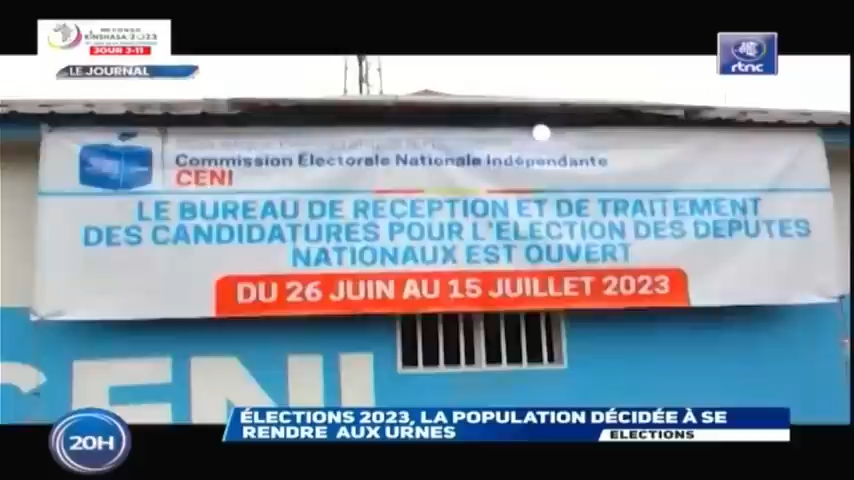 KINSHASA 2023
JOUR J-11
LE JOURNAL
rtnc
Commission Electorale Nationale Indépendante
CENI
LE BUREAU DE RECEPTION ET DE TRAITEMENT
DES CANDIDATURES POUR L'ELECTION DES DEPUTES
NATIONAUX EST OUVERT
DU 26 JUIN AU 15 JUILLET 2023
CENI
20H
ÉLECTIONS 2023, LA POPULATION DÉCIDÉE À SE
RENDRE AUX URNES
ELECTIONS